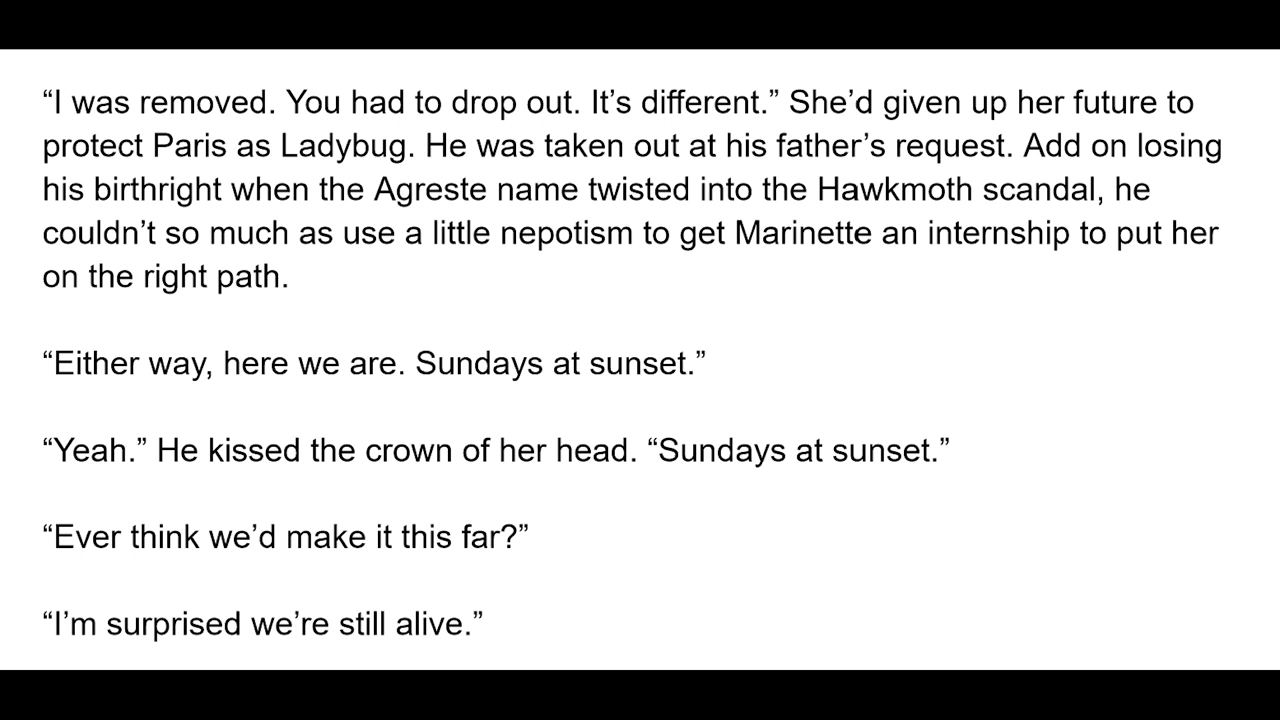 “I was removed. You had to drop out. It’s different.” She’d given up her future to
protect Paris as Ladybug. He was taken out at his father’s request. Add on losing
his birthright when the Agreste name twisted into the Hawkmoth scandal, he
couldn’t so much as use a little nepotism to get Marinette an internship to put her
on the right path.
“Either way, here we are. Sundays at sunset.”
“Yeah.” He kissed the crown of her head. “Sundays at sunset.”
“Ever think we’d make it this far?”
“I’m surprised we’re still alive.”